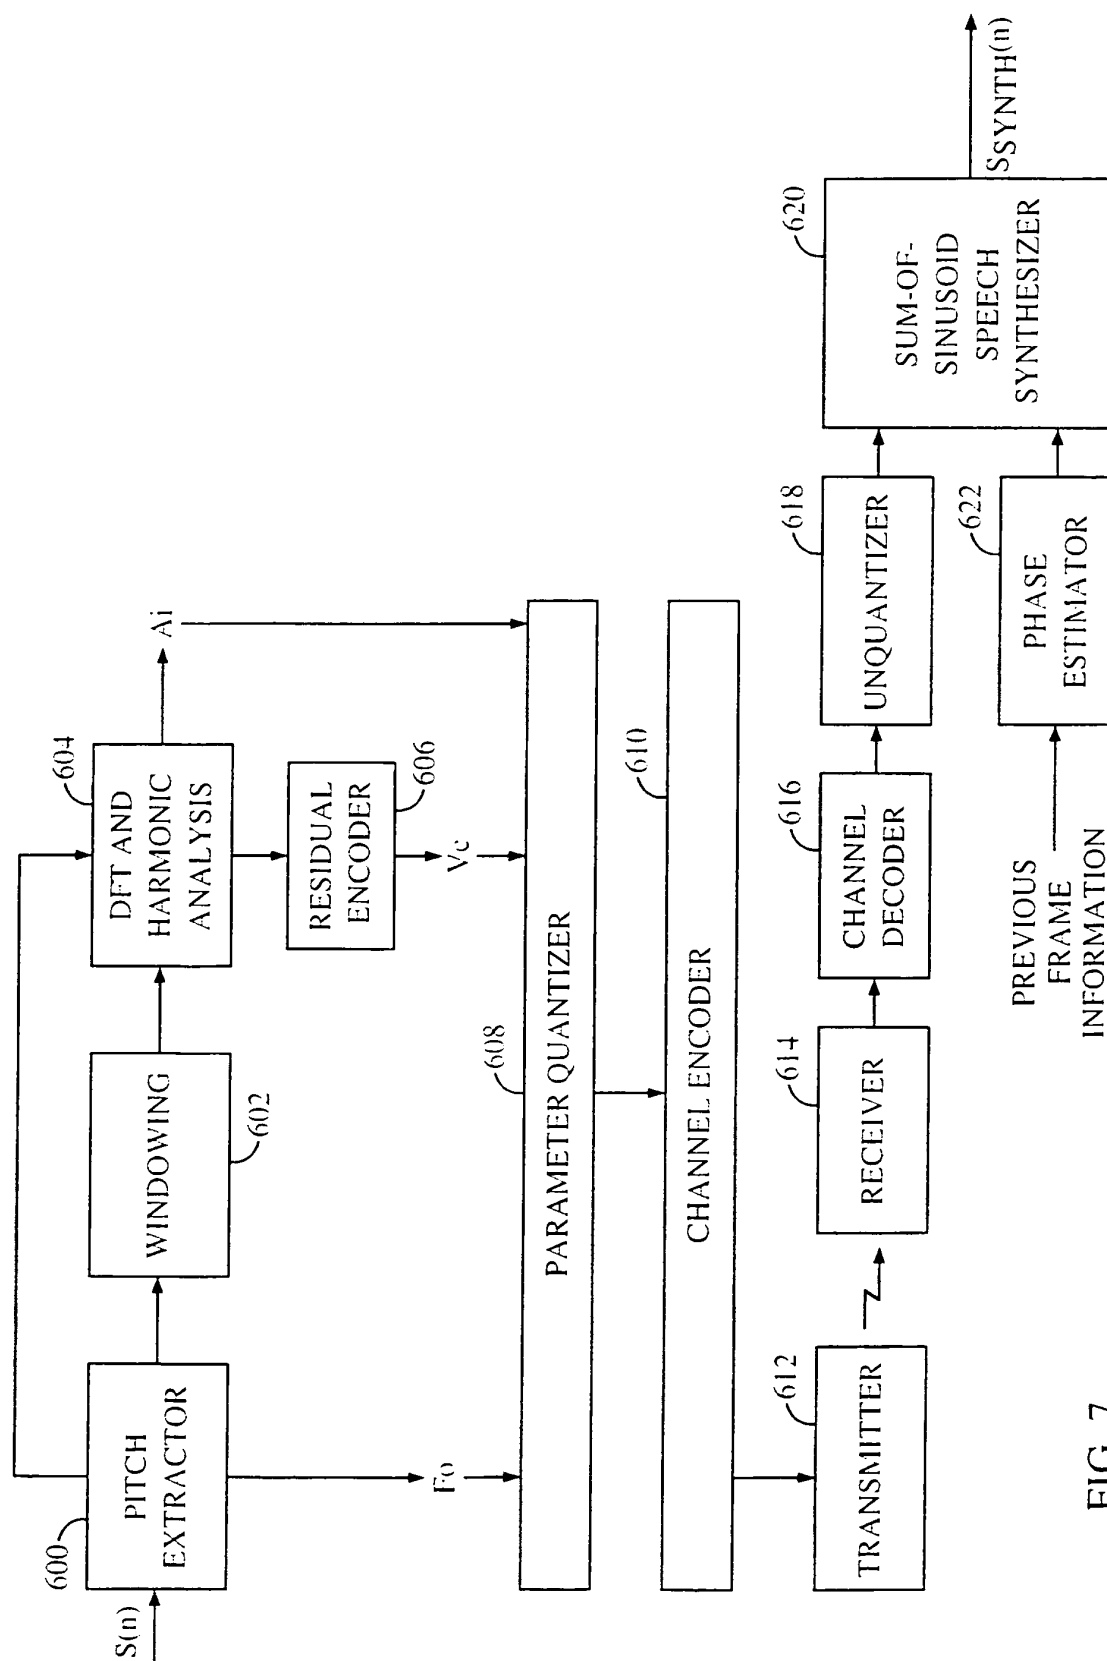 S(n)
600
PITCH
EXTRACTOR
WINDOWING
602
604
DFT AND
HARMONIC
ANALYSIS
Ai
RESIDUAL
ENCODER
606
Fo
Vc
608
PARAMETER QUANTIZER
610
CHANNEL ENCODER
612
TRANSMITTER
614
RECEIVER
616
CHANNEL
DECODER
618
UNQUANTIZER
620
SUM-OF-
SINUSOID
SPEECH
SYNTHESIZER
SSYNTH(n)
PREVIOUS
FRAME
INFORMATION
622
PHASE
ESTIMATOR
FIG. 7